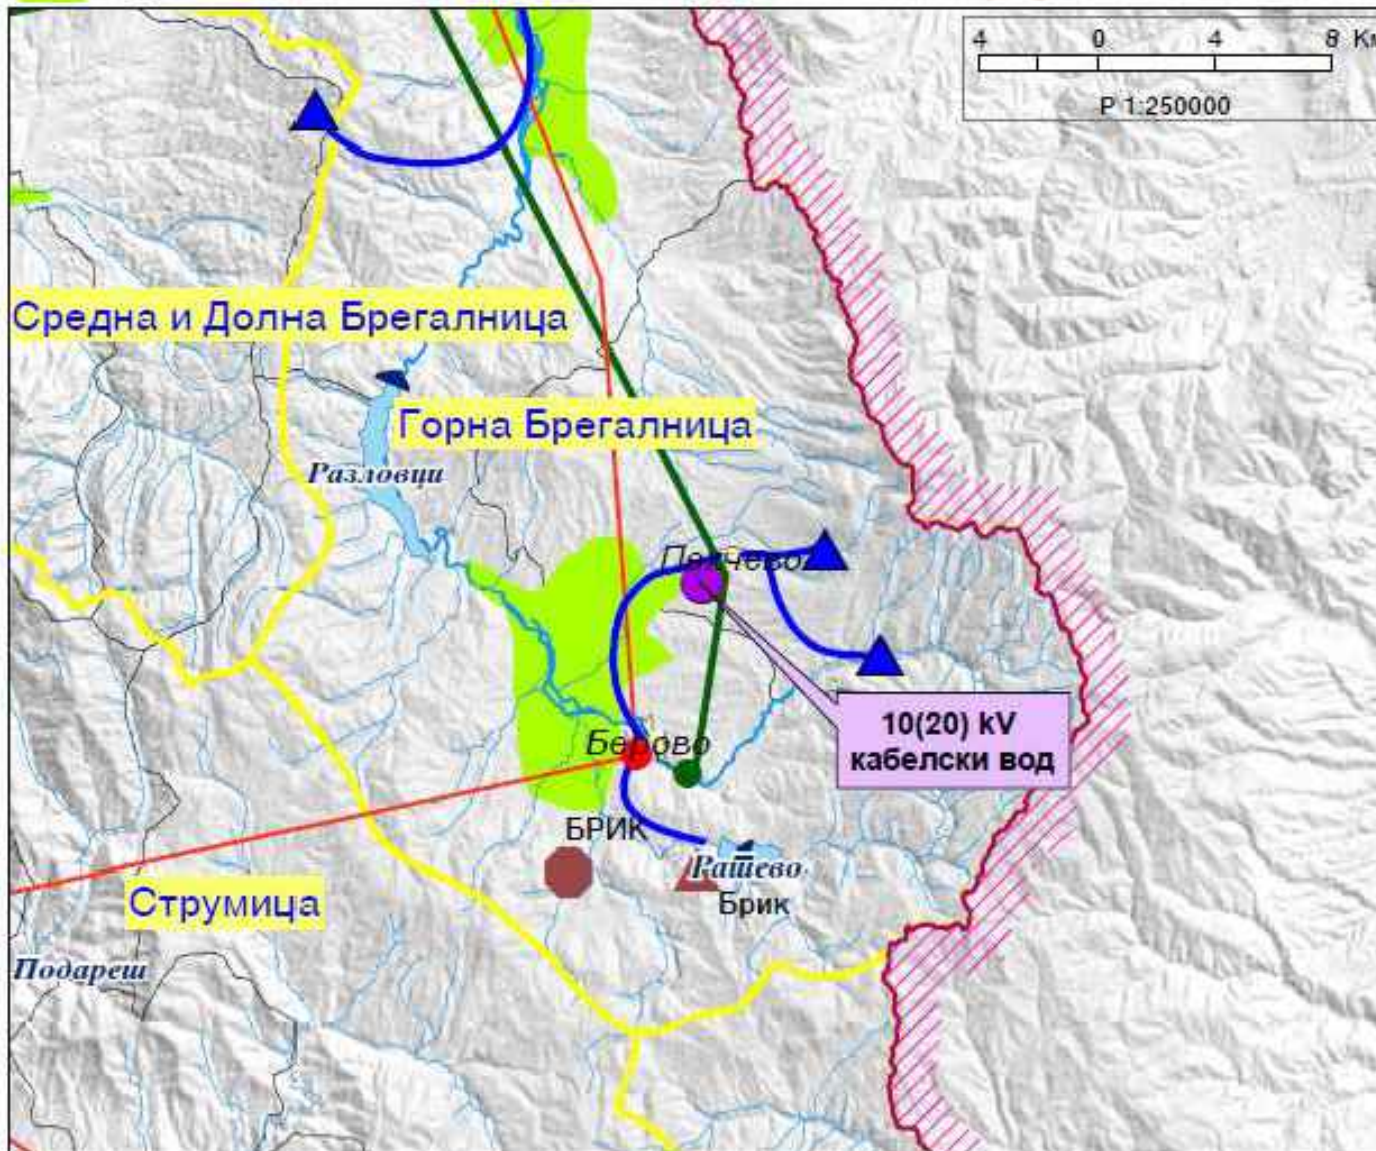 4 0 4 8 Км
Р 1:250000
Средна и Долна Брегалница
Горна Брегалница
Разловци
Пехчево
10(20) kV
кабелски вод
Берово
БРИК
Рашево
Брик
Струмица
Подареш